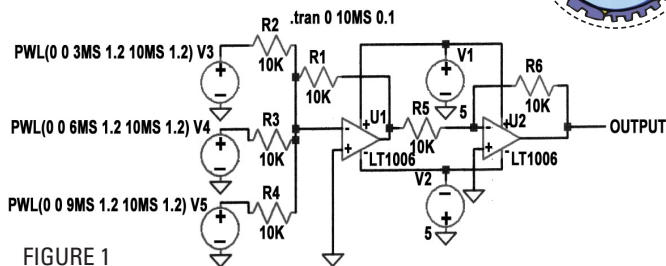 .tran 0 10MS 0.1
R2
10K
PWL(0 0 3MS 1.2 10MS 1.2) V3
R1
10K
V1
5
R6
10K
U1
R5
10K
U2
PWL(0 0 6MS 1.2 10MS 1.2) V4
R3
10K
LT1006
LT1006
OUTPUT
V2
5
PWL(0 0 9MS 1.2 10MS 1.2) V5
R4
10K
FIGURE 1